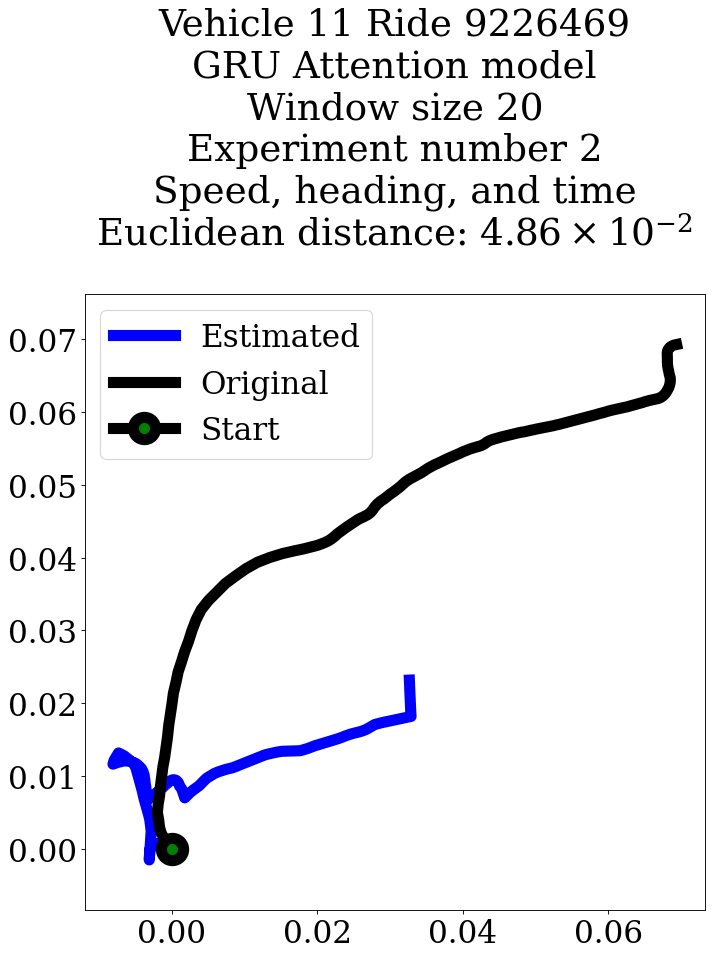 Vehicle 11 Ride 9226469
GRU Attention model
Window size 20
Experiment number 2
Speed, heading, and time
Euclidean distance: 4.86 × 10⁻²
Estimated
Original
Start
0.07
0.06
0.05
0.04
0.03
0.02
0.01
0.00
0.00 0.02 0.04 0.06